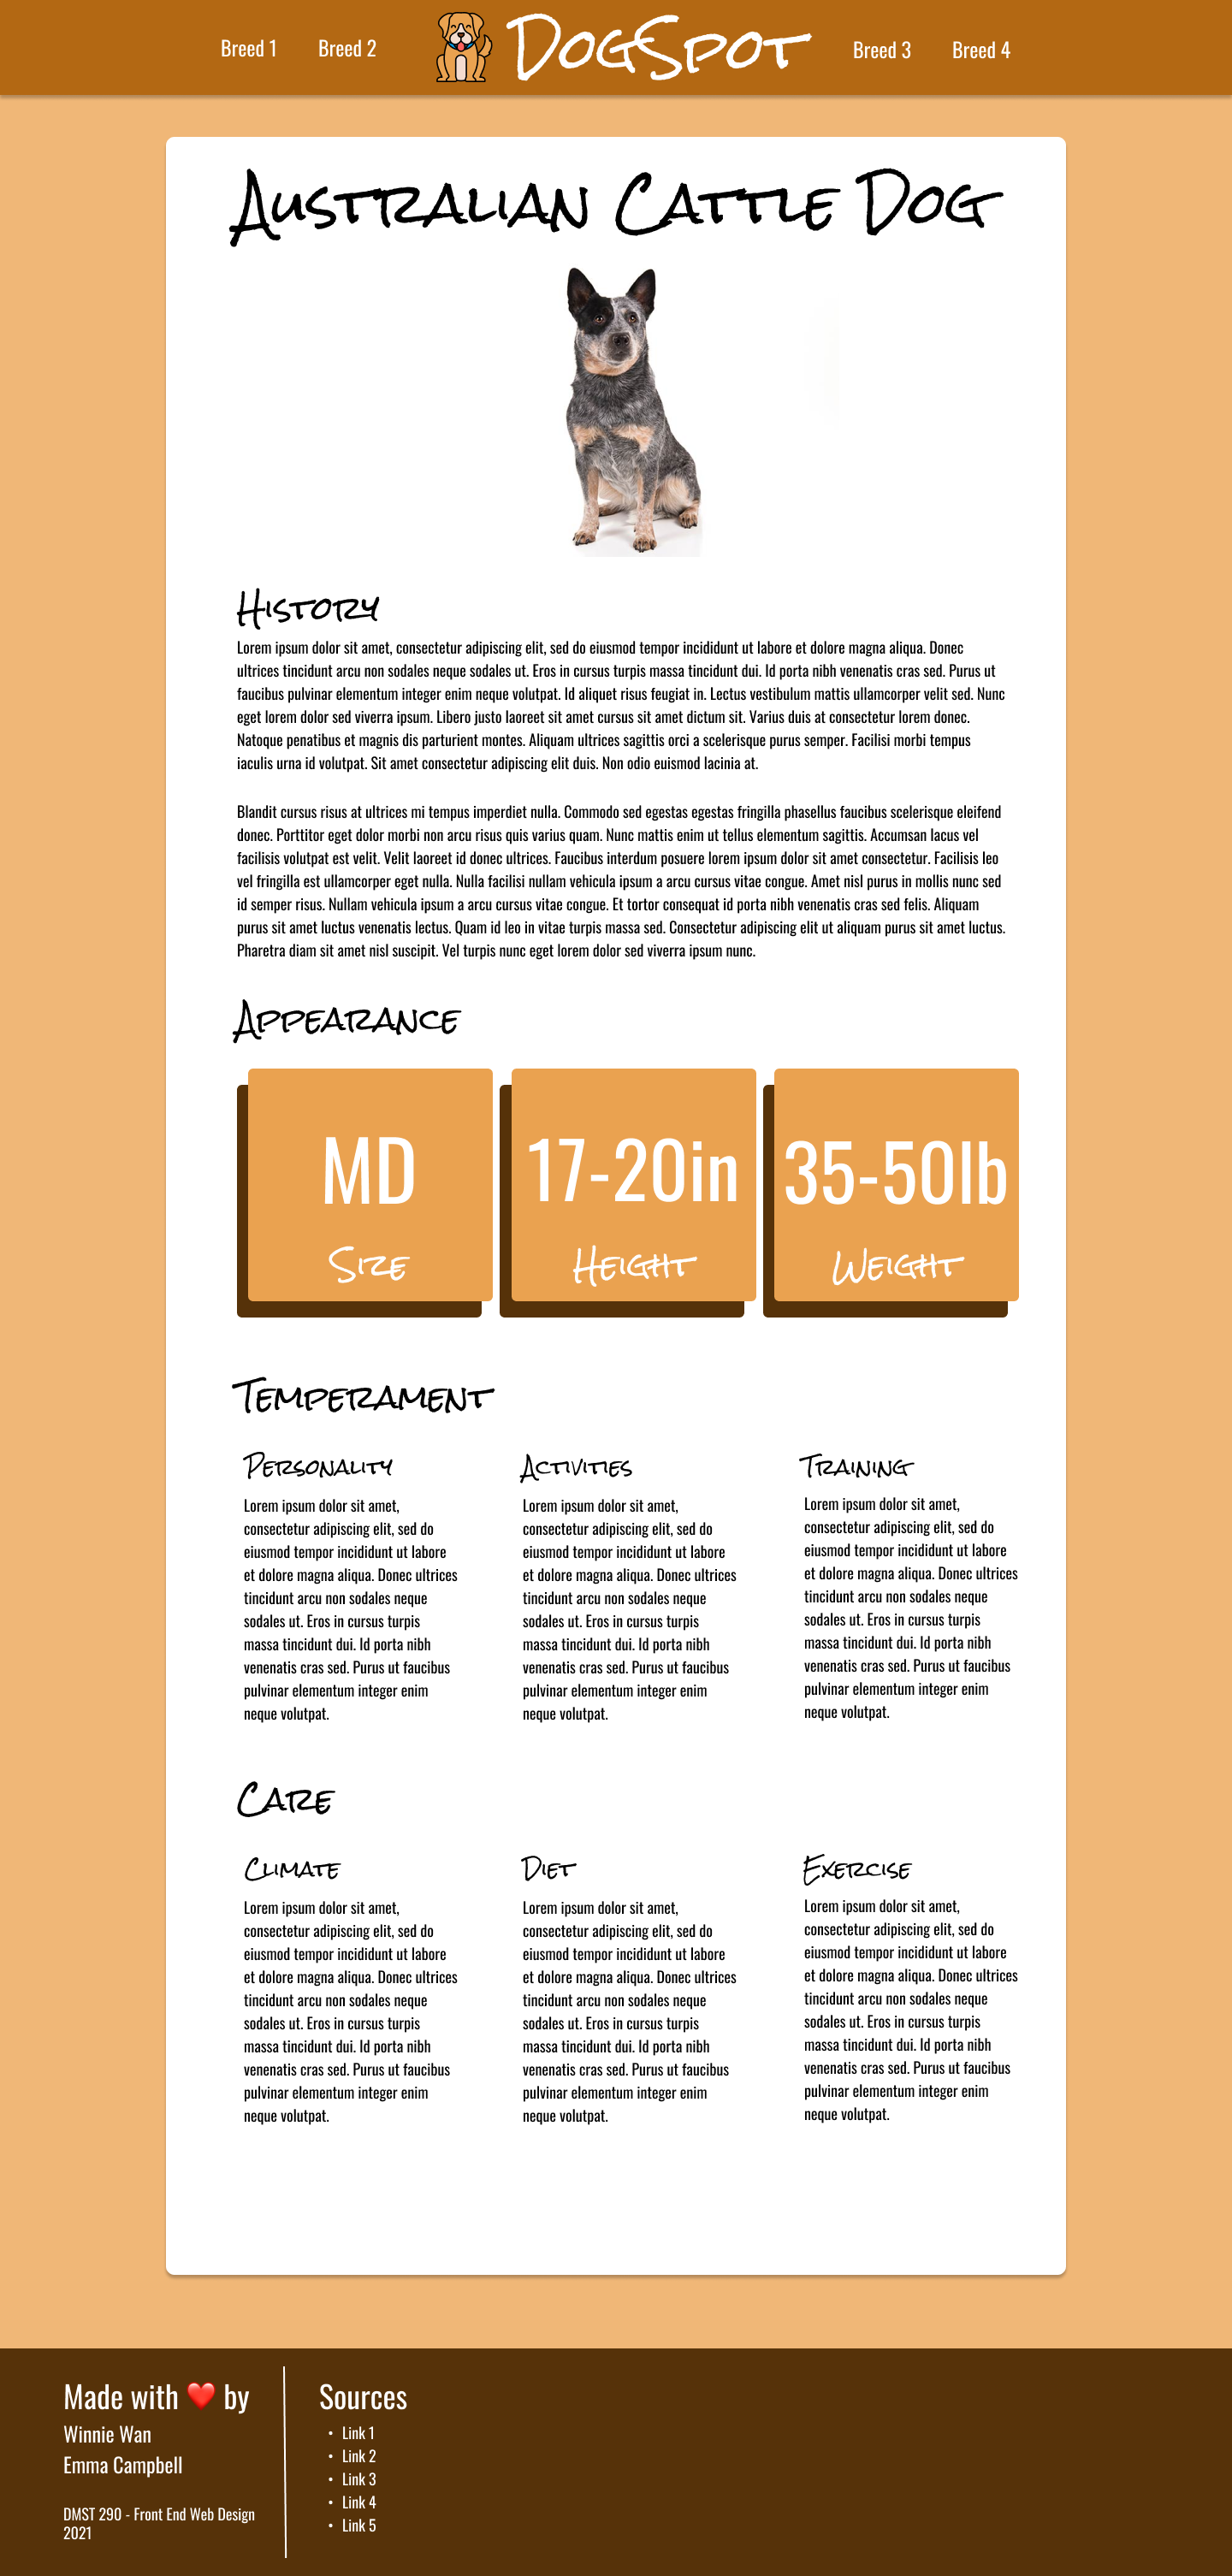 Breed 1 Breed 2 DogSpot Breed 3 Breed 4
Australian Cattle Dog
History
Lorem ipsum dolor sit amet, consectetur adipiscing elit, sed do eiusmod tempor incididunt ut labore et dolore magna aliqua. Donec
ultrices tincidunt arcu non sodales neque sodales ut. Eros in cursus turpis massa tincidunt dui. Id porta nibh venenatis cras sed. Purus ut
faucibus pulvinar elementum integer enim neque volutpat. Id aliquet risus feugiat in. Lectus vestibulum mattis ullamcorper velit sed. Nunc
eget lorem dolor sed viverra ipsum. Libero justo laoreet sit amet cursus sit amet dictum sit. Varius duis at consectetur lorem donec.
Natoque penatibus et magnis dis parturient montes. Aliquam ultrices sagittis orci a scelerisque purus semper. Facilisi morbi tempus
iaculis urna id volutpat. Sit amet consectetur adipiscing elit duis. Non odio euismod lacinia at.
Blandit cursus risus at ultrices mi tempus imperdiet nulla. Commodo sed egestas egestas fringilla phasellus faucibus scelerisque eleifend
donec. Porttitor eget dolor morbi non arcu risus quis varius quam. Nunc mattis enim ut tellus elementum sagittis. Accumsan lacus vel
facilisis volutpat est velit. Velit laoreet id donec ultrices. Faucibus interdum posuere lorem ipsum dolor sit amet consectetur. Facilisis leo
vel fringilla est ullamcorper eget nulla. Nulla facilisi nullam vehicula ipsum a arcu cursus vitae congue. Amet nisl purus in mollis nunc sed
id semper risus. Nullam vehicula ipsum a arcu cursus vitae congue. Et tortor consequat id porta nibh venenatis cras sed felis. Aliquam
purus sit amet luctus venenatis lectus. Quam id leo in vitae turpis massa sed. Consectetur adipiscing elit ut aliquam purus sit amet luctus.
Pharetra diam sit amet nisl suscipit. Vel turpis nunc eget lorem dolor sed viverra ipsum nunc.
Appearance
MD
Size
17-20in
Height
35-50lb
Weight
Temperament
Personality
Lorem ipsum dolor sit amet,
consectetur adipiscing elit, sed do
eiusmod tempor incididunt ut labore
et dolore magna aliqua. Donec ultrices
tincidunt arcu non sodales neque
sodales ut. Eros in cursus turpis
massa tincidunt dui. Id porta nibh
venenatis cras sed. Purus ut faucibus
pulvinar elementum integer enim
neque volutpat.
Activities
Lorem ipsum dolor sit amet,
consectetur adipiscing elit, sed do
eiusmod tempor incididunt ut labore
et dolore magna aliqua. Donec ultrices
tincidunt arcu non sodales neque
sodales ut. Eros in cursus turpis
massa tincidunt dui. Id porta nibh
venenatis cras sed. Purus ut faucibus
pulvinar elementum integer enim
neque volutpat.
Training
Lorem ipsum dolor sit amet,
consectetur adipiscing elit, sed do
eiusmod tempor incididunt ut labore
et dolore magna aliqua. Donec ultrices
tincidunt arcu non sodales neque
sodales ut. Eros in cursus turpis
massa tincidunt dui. Id porta nibh
venenatis cras sed. Purus ut faucibus
pulvinar elementum integer enim
neque volutpat.
Care
Climate
Lorem ipsum dolor sit amet,
consectetur adipiscing elit, sed do
eiusmod tempor incididunt ut labore
et dolore magna aliqua. Donec ultrices
tincidunt arcu non sodales neque
sodales ut. Eros in cursus turpis
massa tincidunt dui. Id porta nibh
venenatis cras sed. Purus ut faucibus
pulvinar elementum integer enim
neque volutpat.
Diet
Lorem ipsum dolor sit amet,
consectetur adipiscing elit, sed do
eiusmod tempor incididunt ut labore
et dolore magna aliqua. Donec ultrices
tincidunt arcu non sodales neque
sodales ut. Eros in cursus turpis
massa tincidunt dui. Id porta nibh
venenatis cras sed. Purus ut faucibus
pulvinar elementum integer enim
neque volutpat.
Exercise
Lorem ipsum dolor sit amet,
consectetur adipiscing elit, sed do
eiusmod tempor incididunt ut labore
et dolore magna aliqua. Donec ultrices
tincidunt arcu non sodales neque
sodales ut. Eros in cursus turpis
massa tincidunt dui. Id porta nibh
venenatis cras sed. Purus ut faucibus
pulvinar elementum integer enim
neque volutpat.
Made with ❤️ by
Winnie Wan
Emma Campbell
DMST 290 - Front End Web Design
2021
Sources
• Link 1
• Link 2
• Link 3
• Link 4
• Link 5